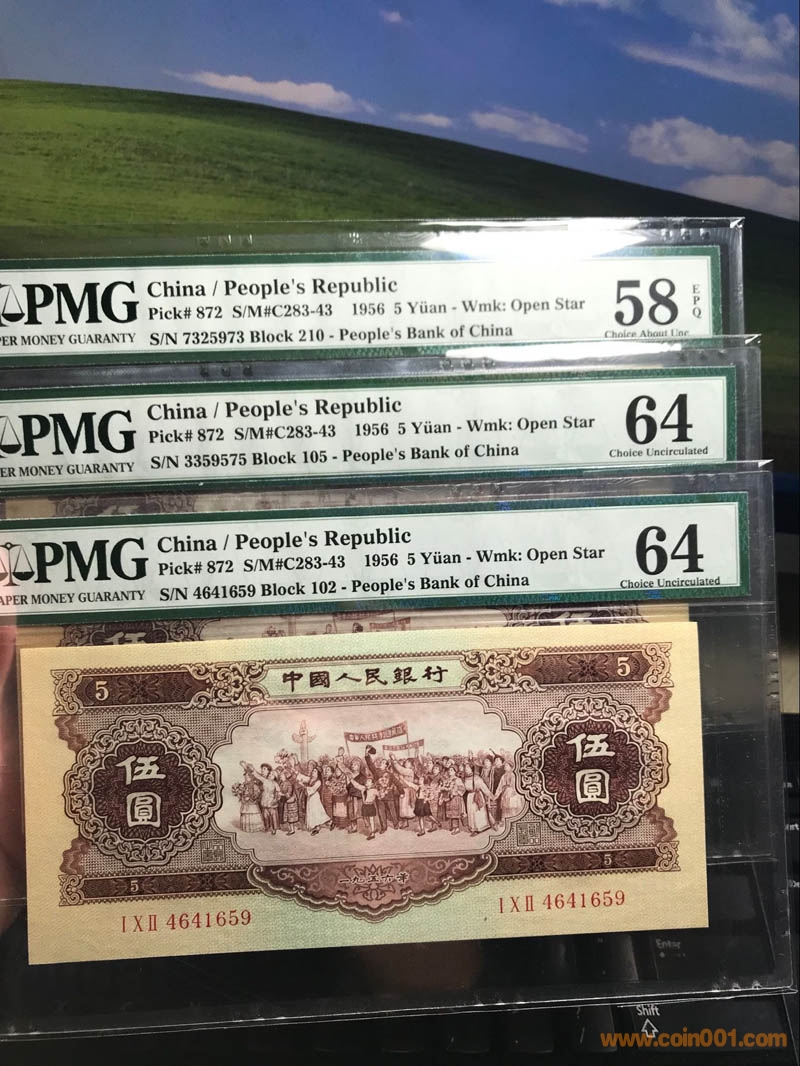 PMG
PER MONEY GUARANTY
China / People's Republic
Pick# 872 S/M#C283-43 1956 5 Yüan - Wmk: Open Star
S/N 7325973 Block 210 - People's Bank of China
58
EPQ
Choice About Unc
PMG
PER MONEY GUARANTY
China / People's Republic
Pick# 872 S/M#C283-43 1956 5 Yüan - Wmk: Open Star
S/N 3359575 Block 105 - People's Bank of China
64
Choice Uncirculated
PMG
APER MONEY GUARANTY
China / People's Republic
Pick# 872 S/M#C283-43 1956 5 Yüan - Wmk: Open Star
S/N 4641659 Block 102 - People's Bank of China
64
Choice Uncirculated
5 中國人民銀行 5
伍圓 伍圓
5 5
一九五六年
I X II 4641659 I X II 4641659
Enter
Shift
www.coin001.com